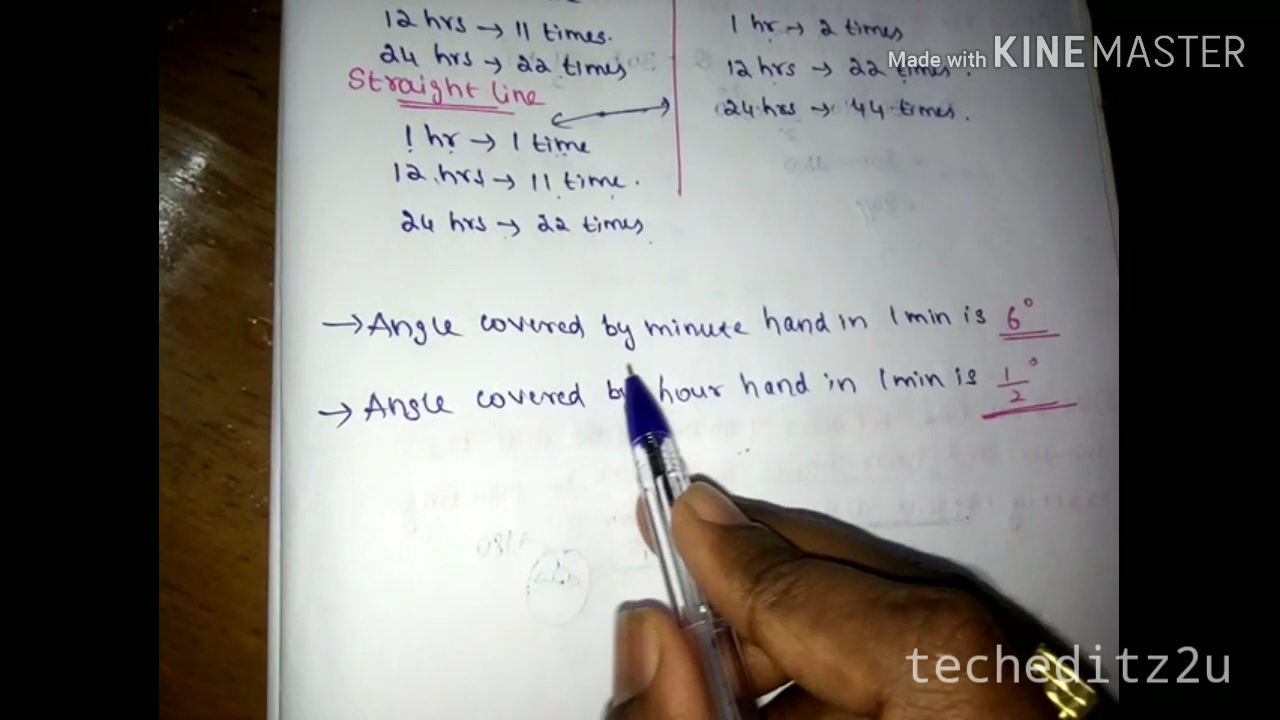 12 hrs → 11 times.
24 hrs → 22 times
Straight line
1 hr → 1 time
12 hrs → 11 time.
24 hrs → 22 times
1 hr → 2 times
12 hrs → 22 times.
24 hrs → 44 times.
Made with KINEMASTER
→ Angle covered by minute hand in 1 min is 6°
→ Angle covered by hour hand in 1 min is 1/2°
techeditz2u